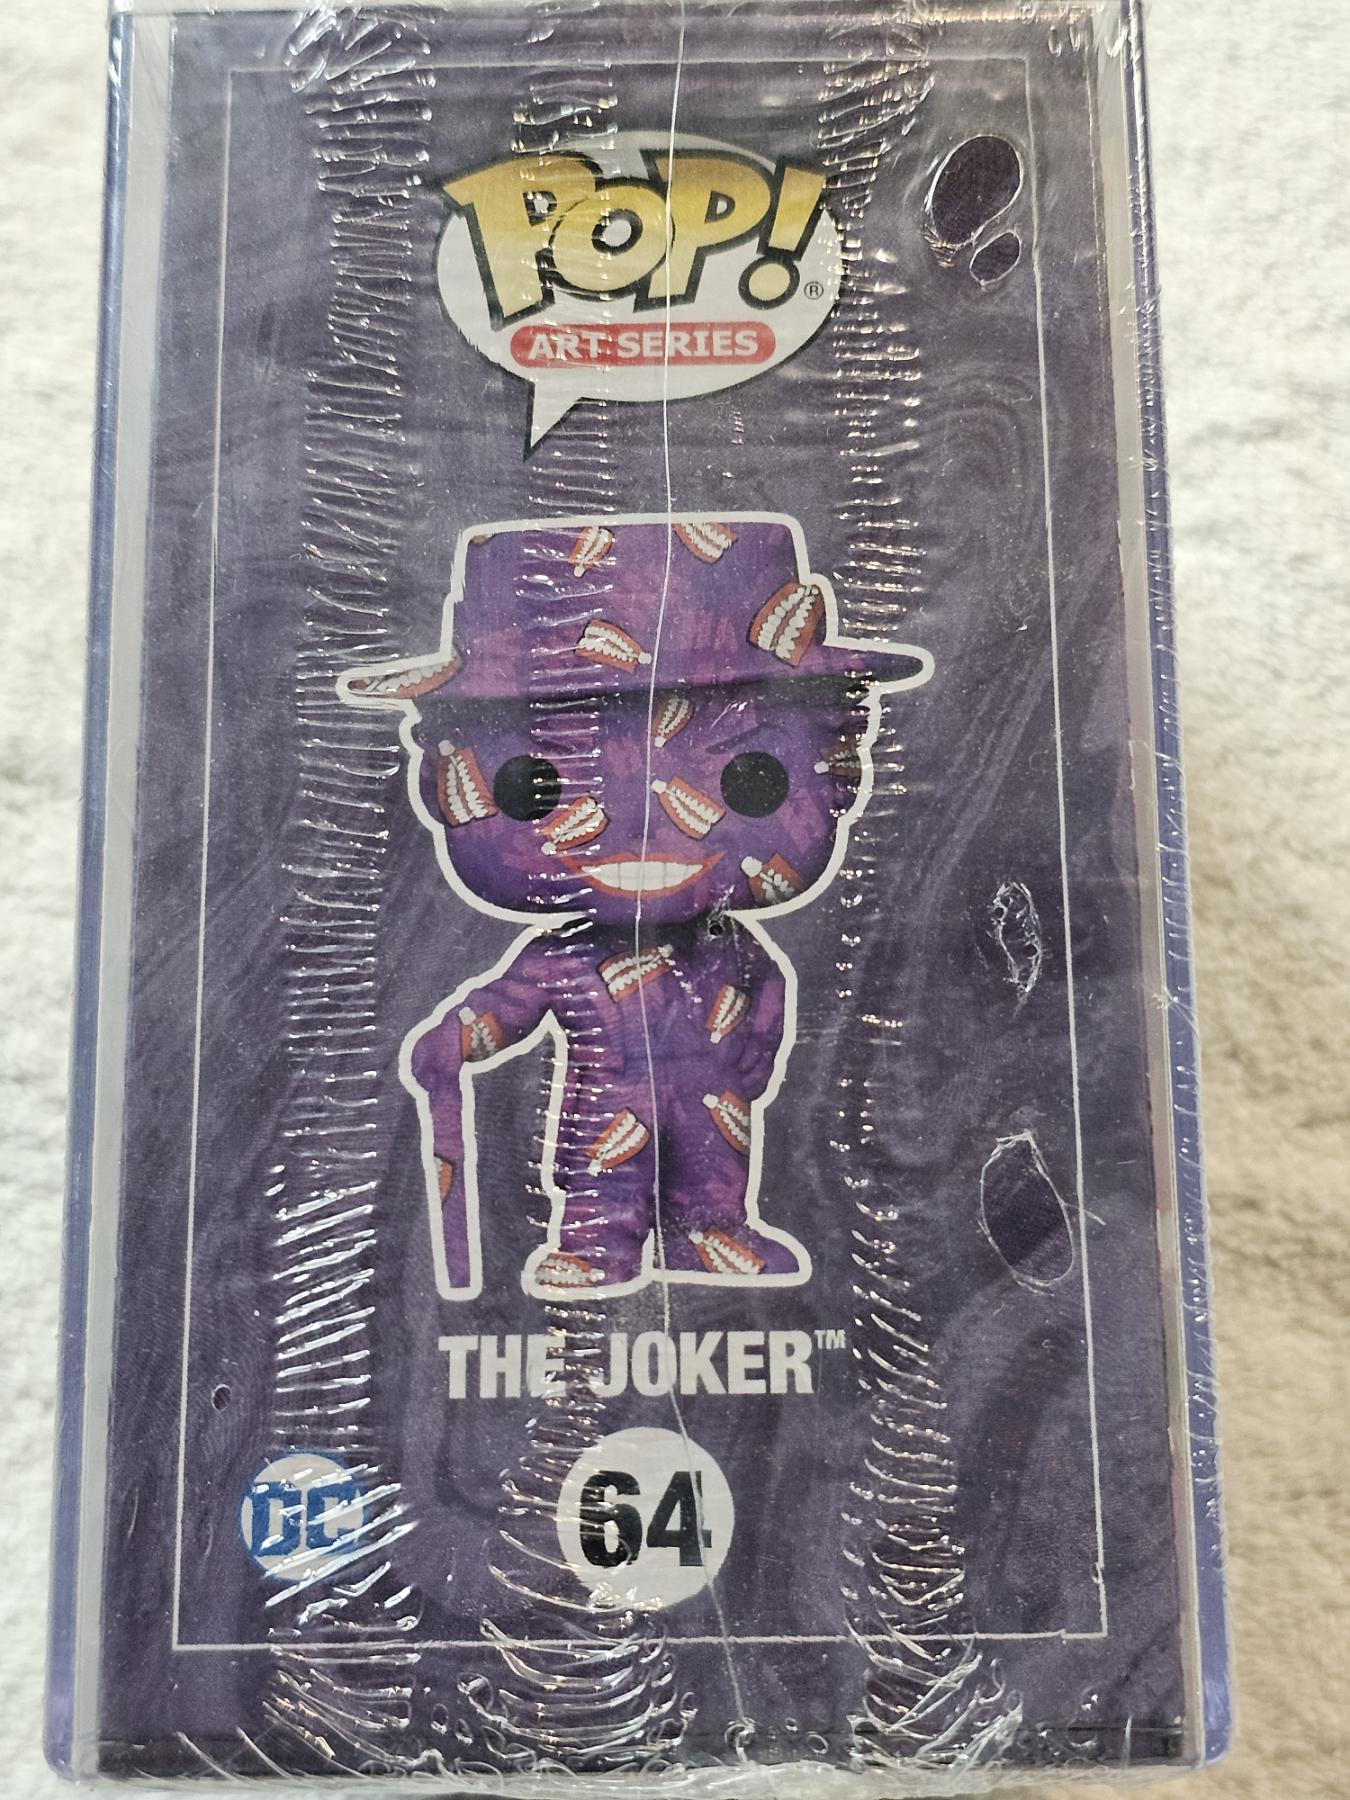 POP! ®
ART SERIES
THE JOKER™
DC
64